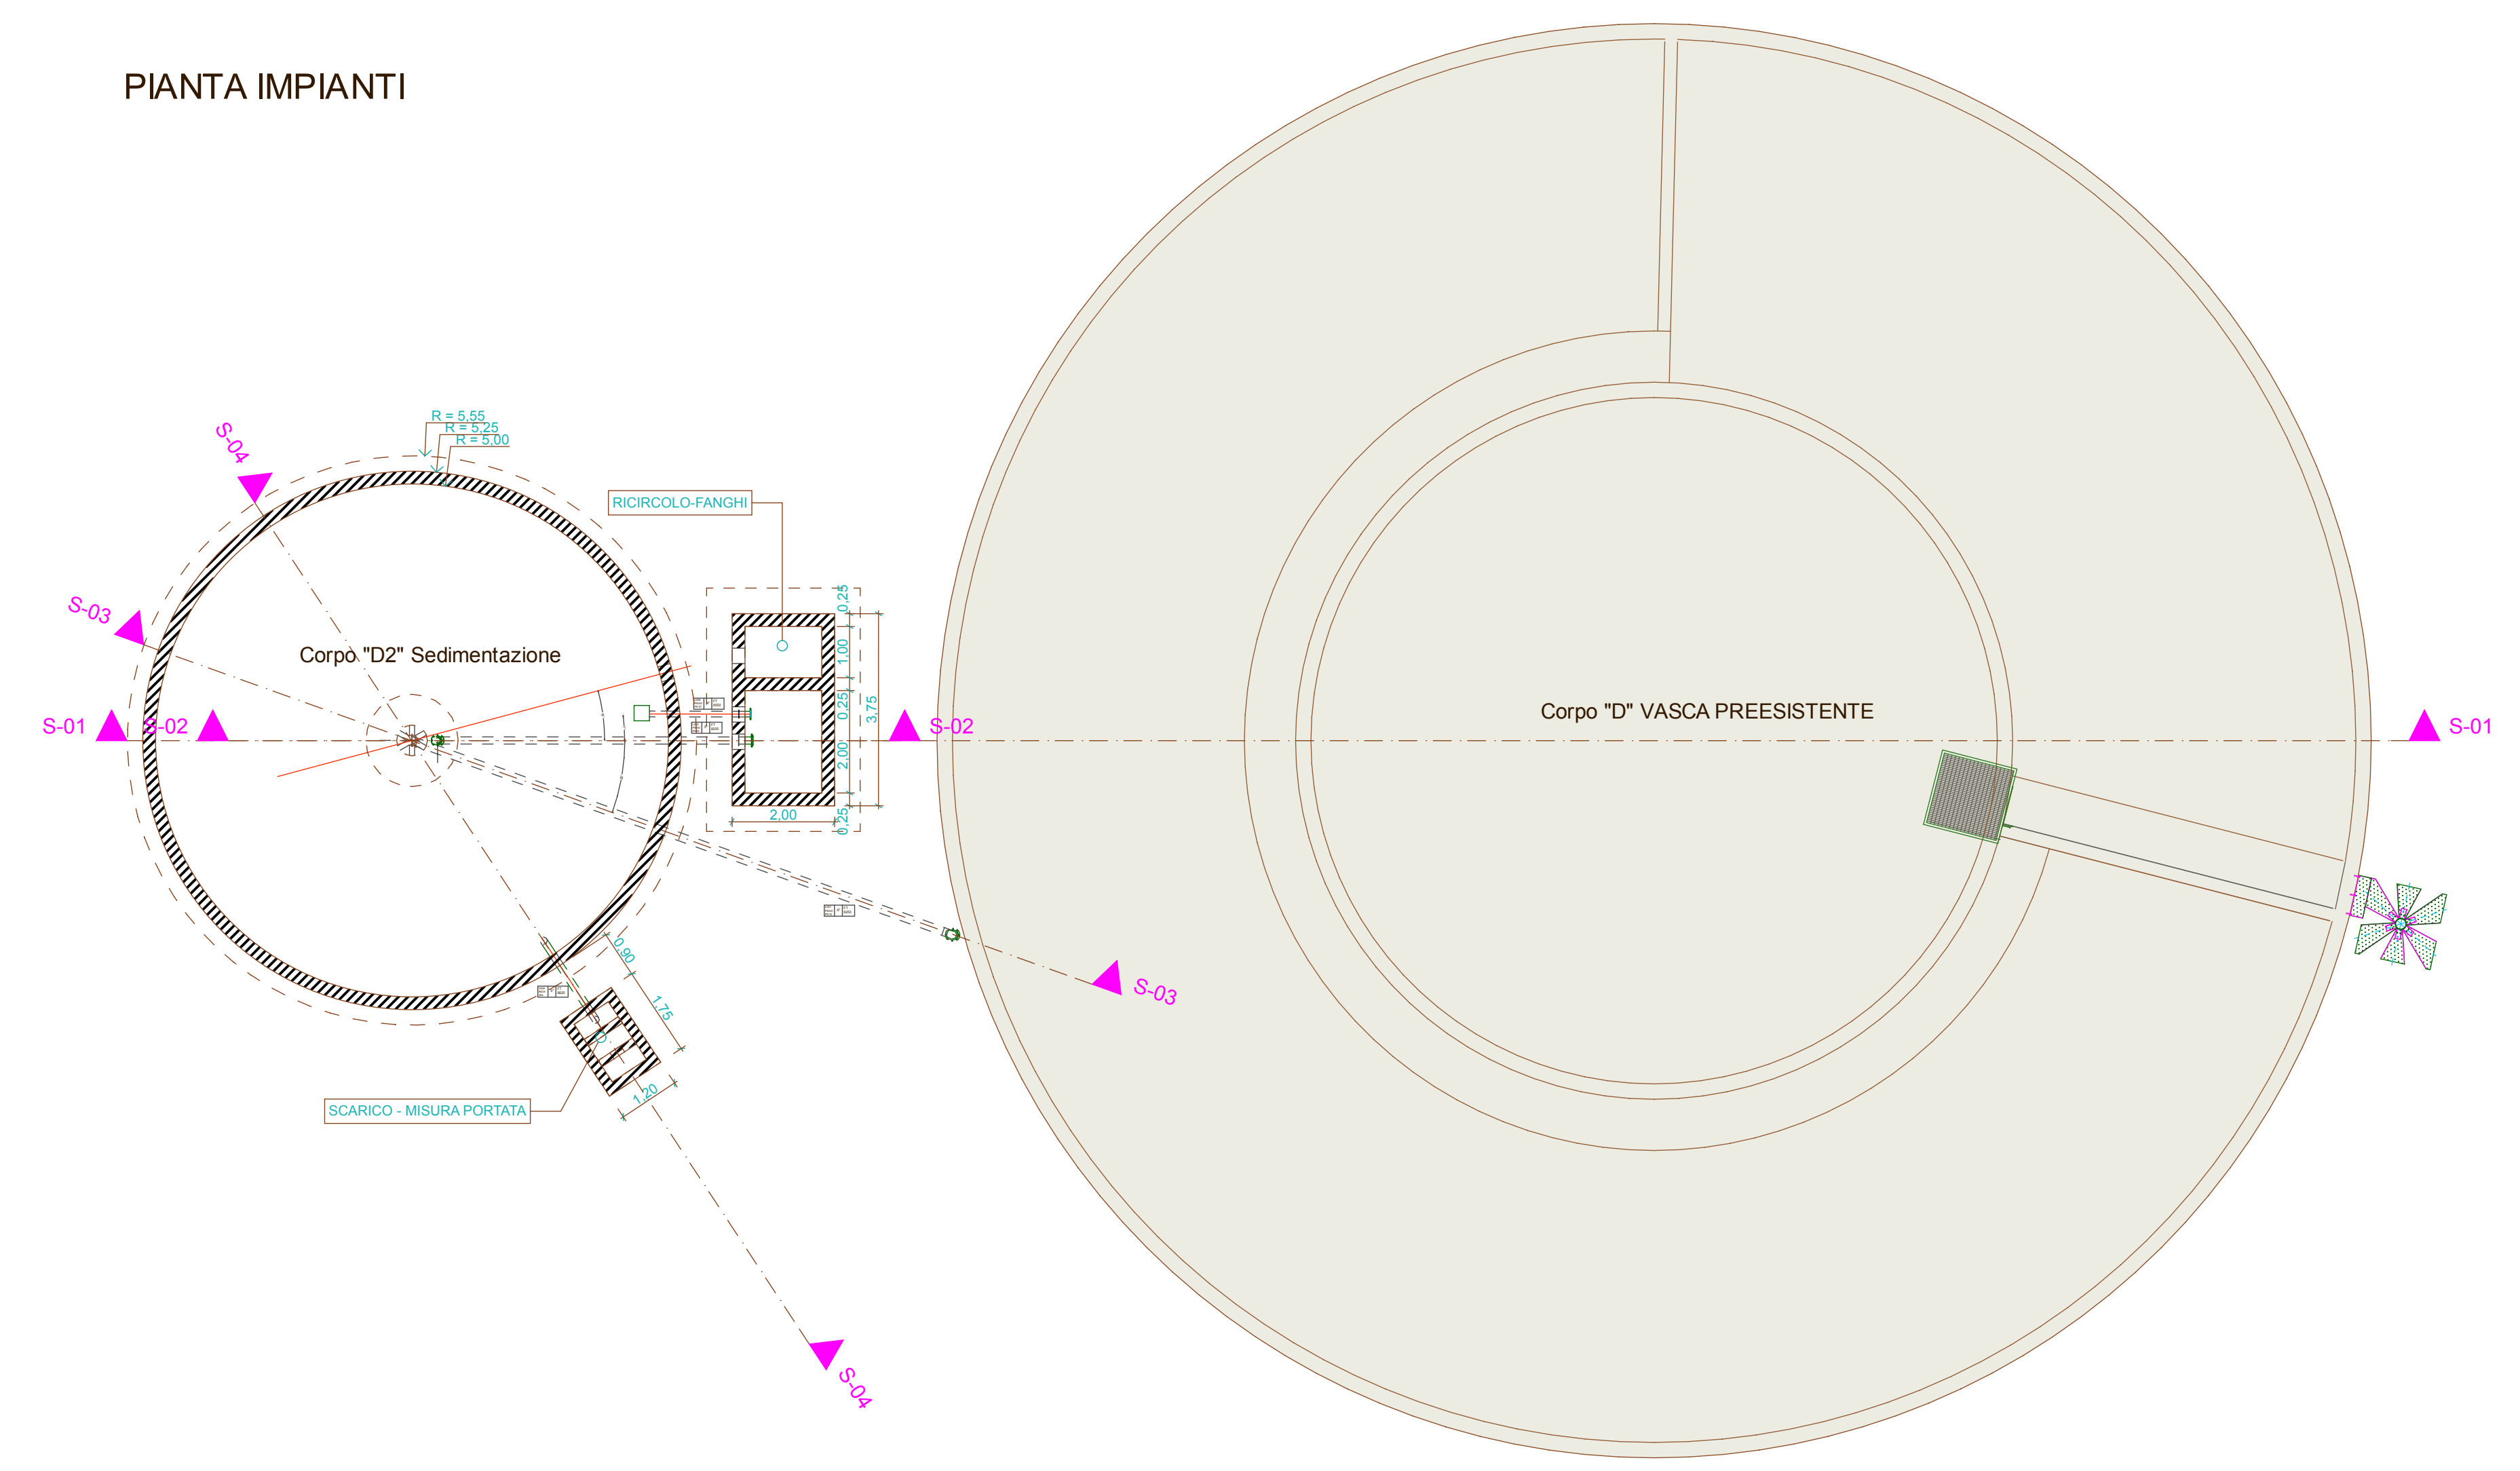 PIANTA IMPIANTI
R = 5,55
R = 5,25
R = 5,00
S-04
RICIRCOLO-FANGHI
S-03
Corpo "D2" Sedimentazione
0,25
1,00
0,25
3,75
2,00
0,25
2,00
S-01
S-02
S-02
Corpo "D" VASCA PREESISTENTE
S-01
0,90
1,75
1,20
S-03
SCARICO - MISURA PORTATA
S-04